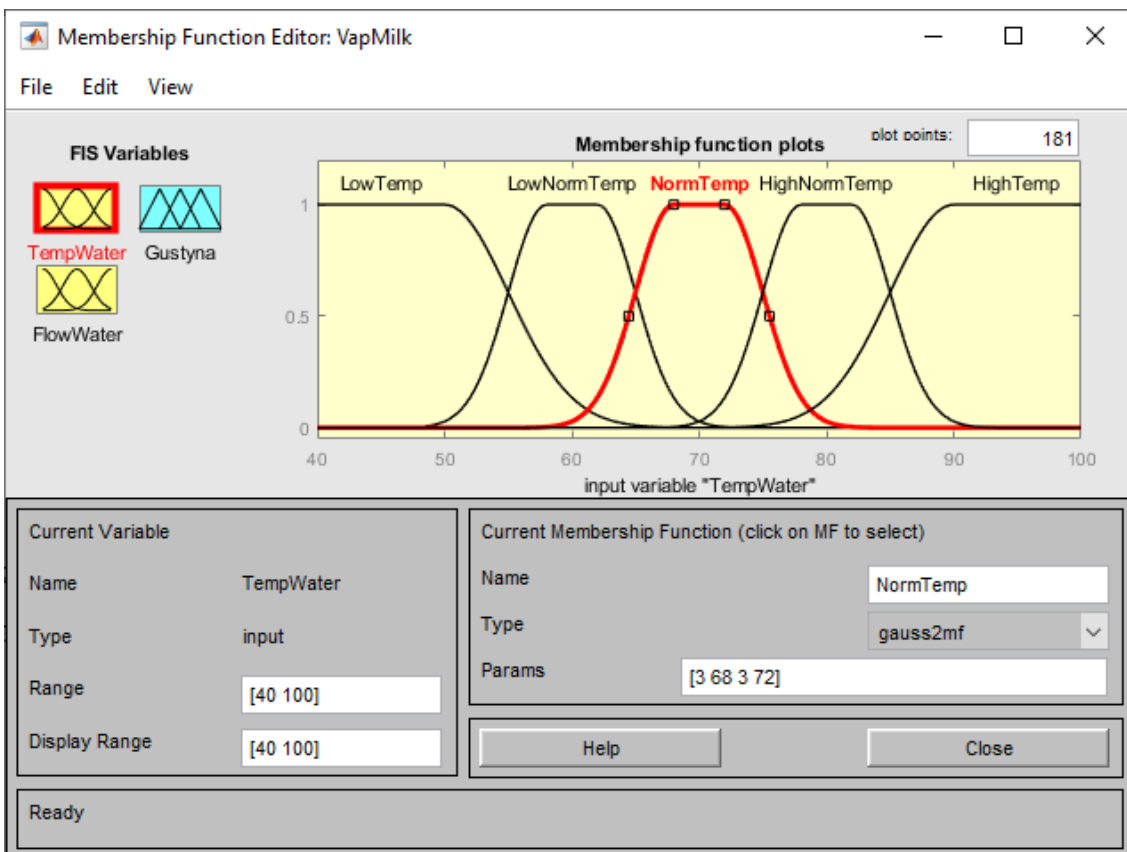 Membership Function Editor: VapMilk
File Edit View
FIS Variables
TempWater Gustyna
FlowWater
Membership function plots plot points: 181
LowTemp LowNormTemp NormTemp HighNormTemp HighTemp
1
0.5
0
40 50 60 70 80 90 100
input variable "TempWater"
Current Variable
Name TempWater
Type input
Range [40 100]
Display Range [40 100]
Current Membership Function (click on MF to select)
Name NormTemp
Type gauss2mf
Params [3 68 3 72]
Help Close
Ready